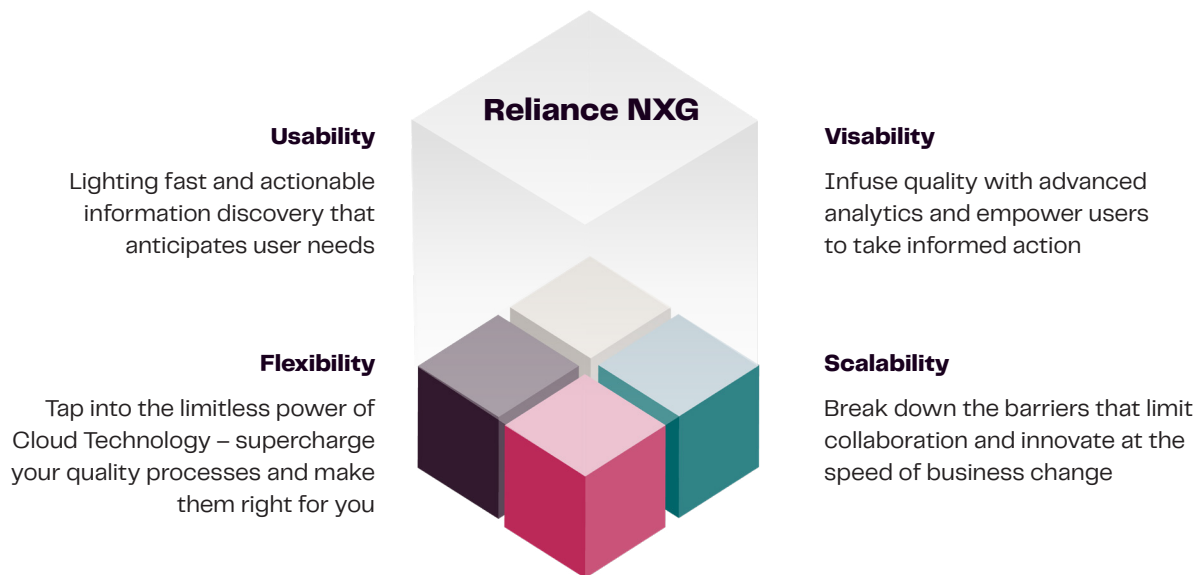 Reliance NXG
Usability
Lighting fast and actionable
information discovery that
anticipates user needs
Visability
Infuse quality with advanced
analytics and empower users
to take informed action
Flexibility
Tap into the limitless power of
Cloud Technology – supercharge
your quality processes and make
them right for you
Scalability
Break down the barriers that limit
collaboration and innovate at the
speed of business change